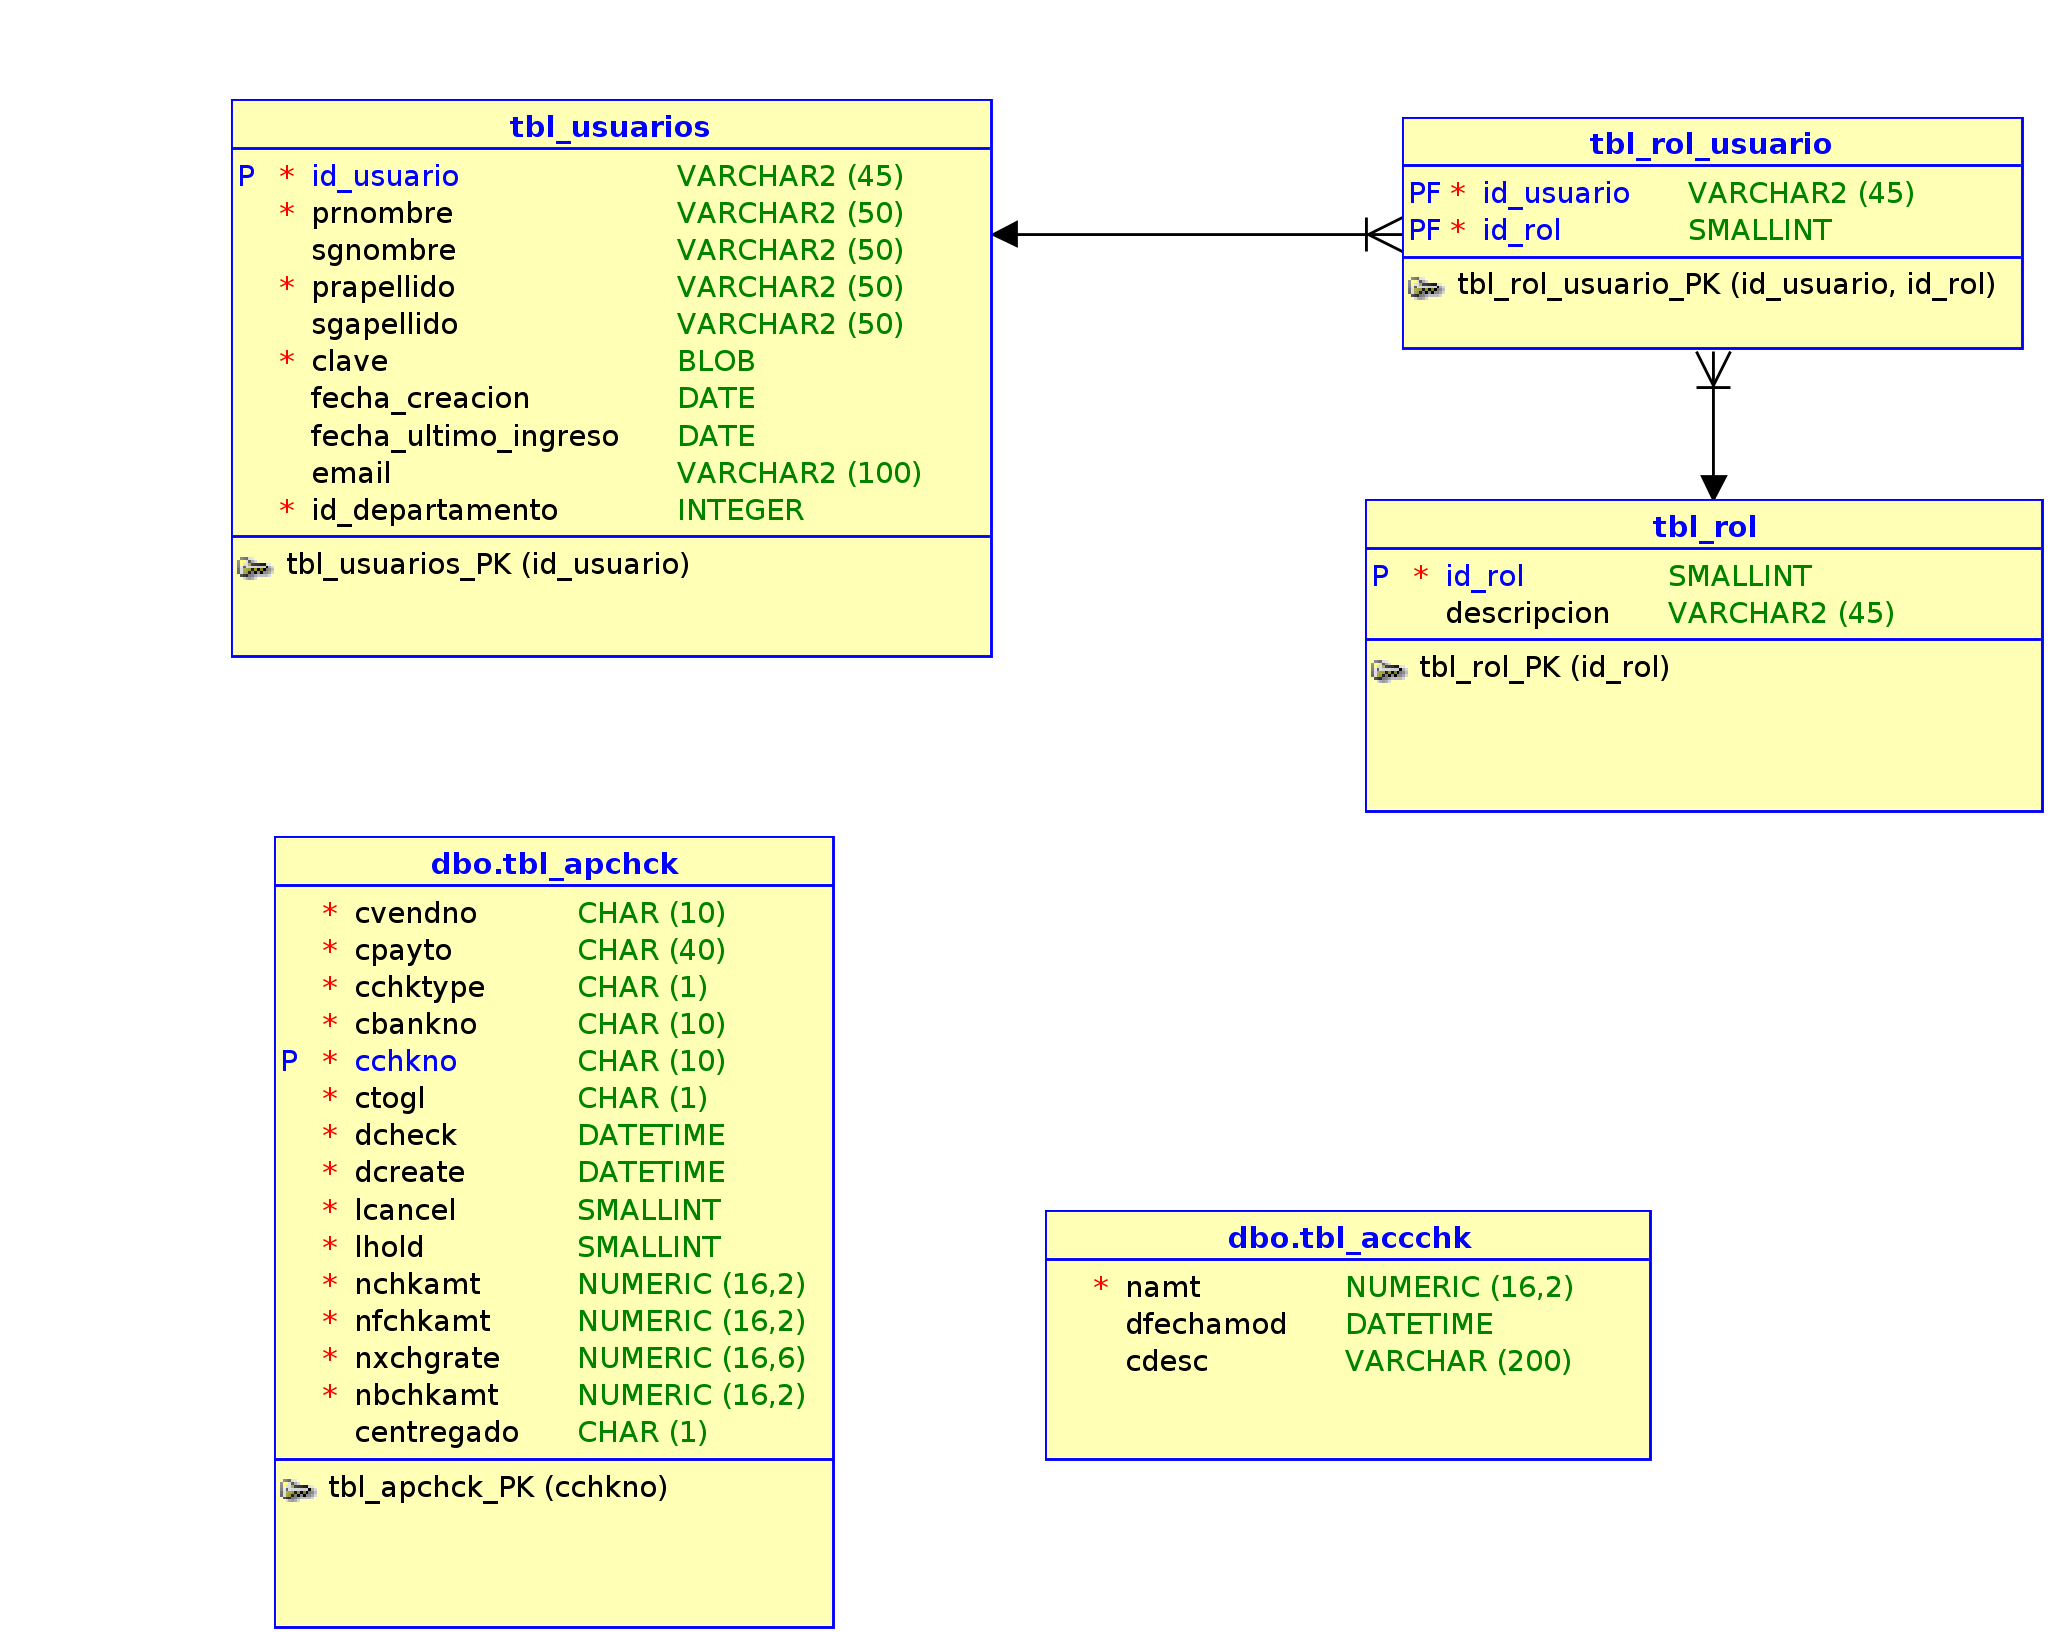 tbl_usuarios
P * id_usuario VARCHAR2 (45)
* prnombre VARCHAR2 (50)
sgnombre VARCHAR2 (50)
* prapellido VARCHAR2 (50)
sgapellido VARCHAR2 (50)
* clave BLOB
fecha_creacion DATE
fecha_ultimo_ingreso DATE
email VARCHAR2 (100)
* id_departamento INTEGER
tbl_usuarios_PK (id_usuario)
tbl_rol_usuario
PF * id_usuario VARCHAR2 (45)
PF * id_rol SMALLINT
tbl_rol_usuario_PK (id_usuario, id_rol)
tbl_rol
P * id_rol SMALLINT
descripcion VARCHAR2 (45)
tbl_rol_PK (id_rol)
dbo.tbl_apchck
* cvendno CHAR (10)
* cpayto CHAR (40)
* cchktype CHAR (1)
* cbankno CHAR (10)
P * cchkno CHAR (10)
* ctogl CHAR (1)
* dcheck DATETIME
* dcreate DATETIME
* lcancel SMALLINT
* lhold SMALLINT
* nchkamt NUMERIC (16,2)
* nfchkamt NUMERIC (16,2)
* nxchgrate NUMERIC (16,6)
* nbchkamt NUMERIC (16,2)
centregado CHAR (1)
tbl_apchck_PK (cchkno)
dbo.tbl_accchk
* namt NUMERIC (16,2)
dfechamod DATETIME
cdesc VARCHAR (200)